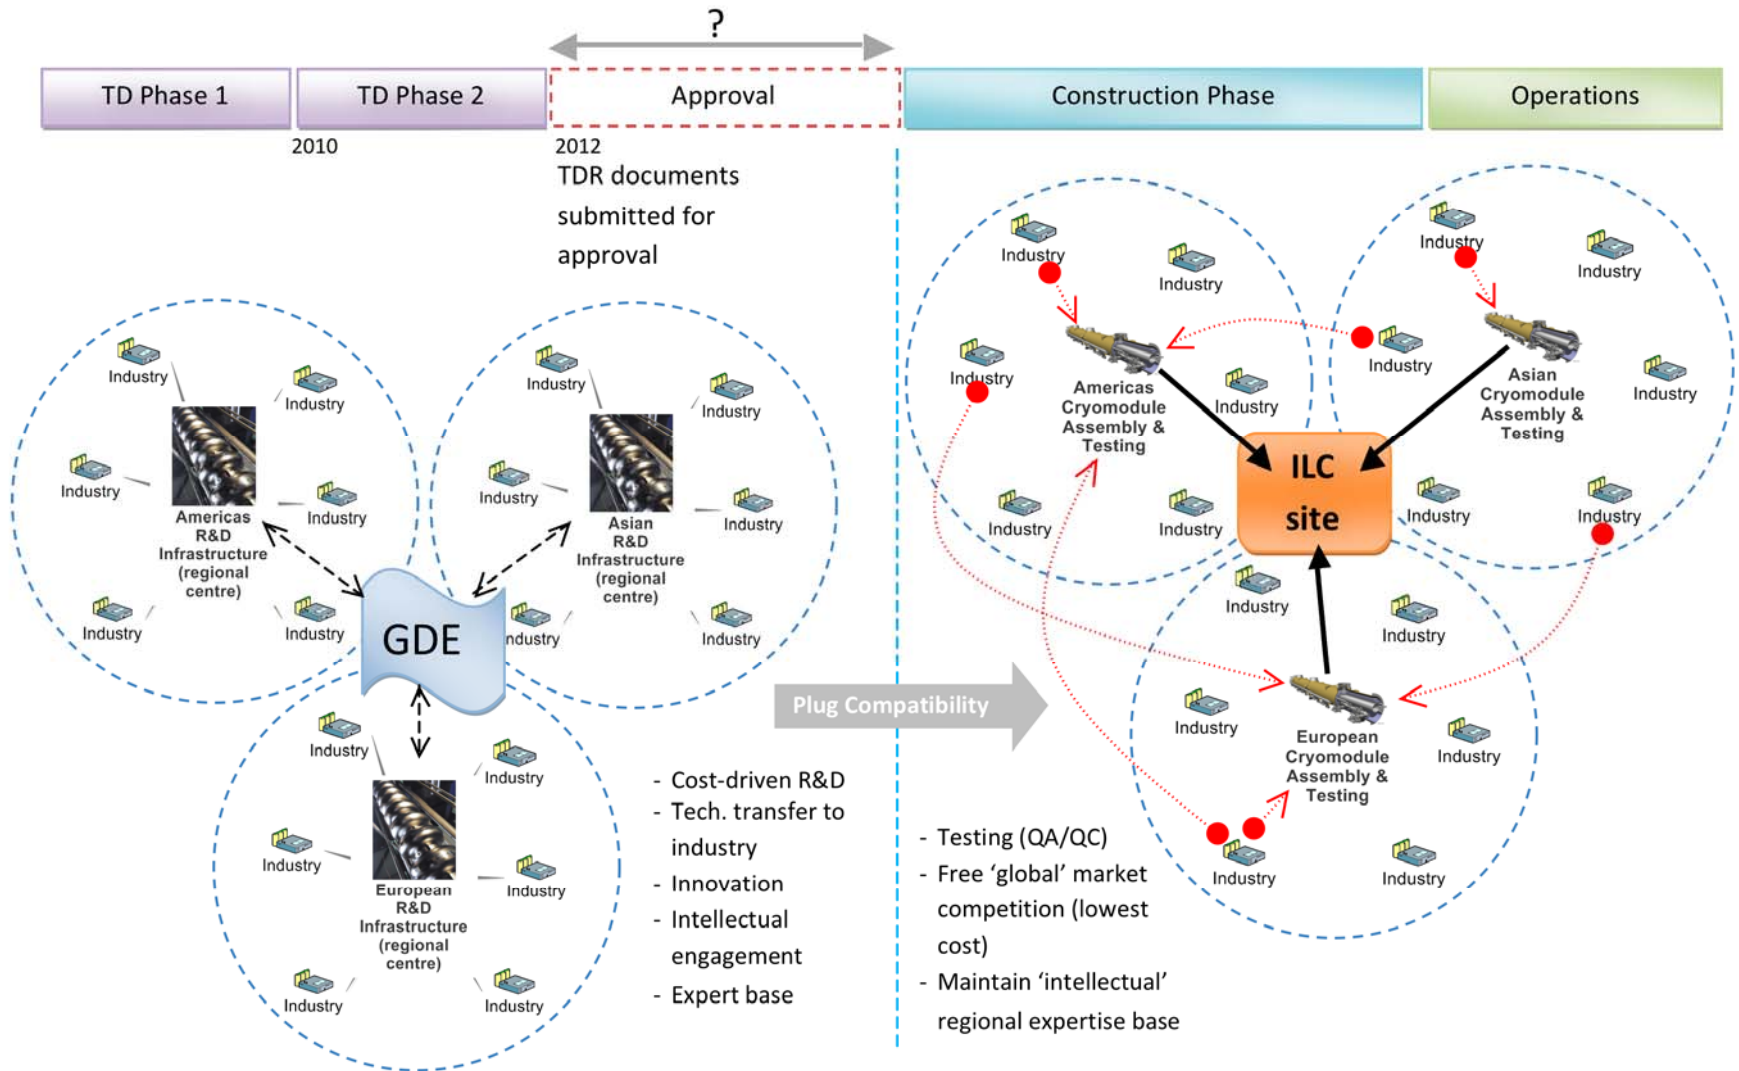 ?
TD Phase 1
TD Phase 2
Approval
Construction Phase
Operations
2010
2012
TDR documents
submitted for
approval
Industry
Industry
Industry
Industry
Industry
Industry
Americas
R&D
Infrastructure
(regional
centre)
Industry
Industry
Industry
Industry
ndustry
Industry
Asian
R&D
Infrastructure
(regional
centre)
GDE
Industry
Industry
Industry
Industry
Industry
Industry
European
R&D
Infrastructure
(regional
centre)
- Cost-driven R&D
- Tech. transfer to
industry
- Innovation
- Intellectual
engagement
- Expert base
Plug Compatibility
Industry
Industry
Industry
Industry
Industry
Industry
Americas
Cryomodule
Assembly &
Testing
Industry
Industry
Industry
Industry
Industry
Industry
Asian
Cryomodule
Assembly &
Testing
ILC
site
Industry
Industry
Industry
Industry
Industry
Industry
European
Cryomodule
Assembly &
Testing
- Testing (QA/QC)
- Free ‘global’ market
competition (lowest
cost)
- Maintain ‘intellectual’
regional expertise base